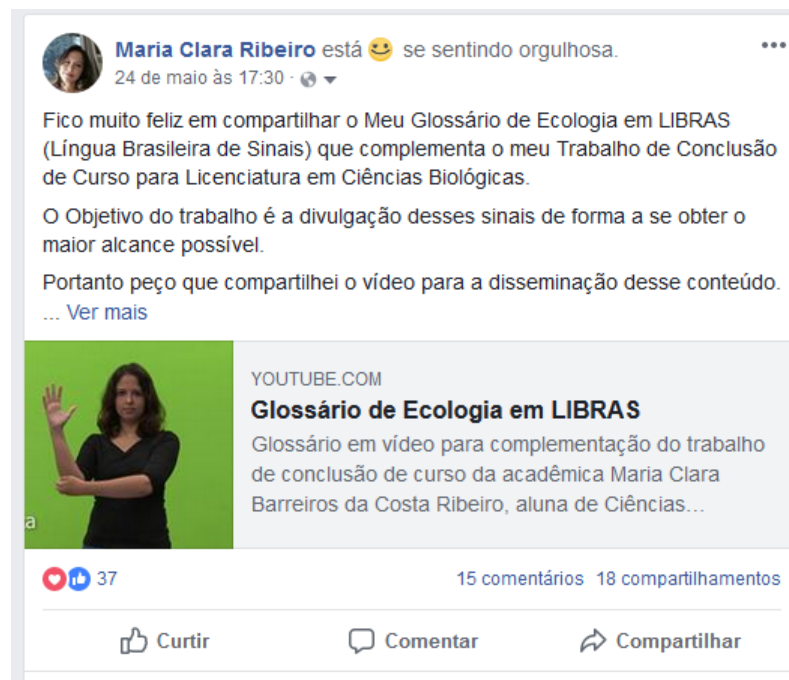 Maria Clara Ribeiro está se sentindo orgulhosa.
24 de maio às 17:30 ·
Fico muito feliz em compartilhar o Meu Glossário de Ecologia em LIBRAS
(Língua Brasileira de Sinais) que complementa o meu Trabalho de Conclusão
de Curso para Licenciatura em Ciências Biológicas.
O Objetivo do trabalho é a divulgação desses sinais de forma a se obter o
maior alcance possível.
Portanto peço que compartilhei o vídeo para a disseminação desse conteúdo.
... Ver mais
a
YOUTUBE.COM
Glossário de Ecologia em LIBRAS
Glossário em vídeo para complementação do trabalho
de conclusão de curso da acadêmica Maria Clara
Barreiros da Costa Ribeiro, aluna de Ciências...
37 15 comentários 18 compartilhamentos
Curtir Comentar Compartilhar